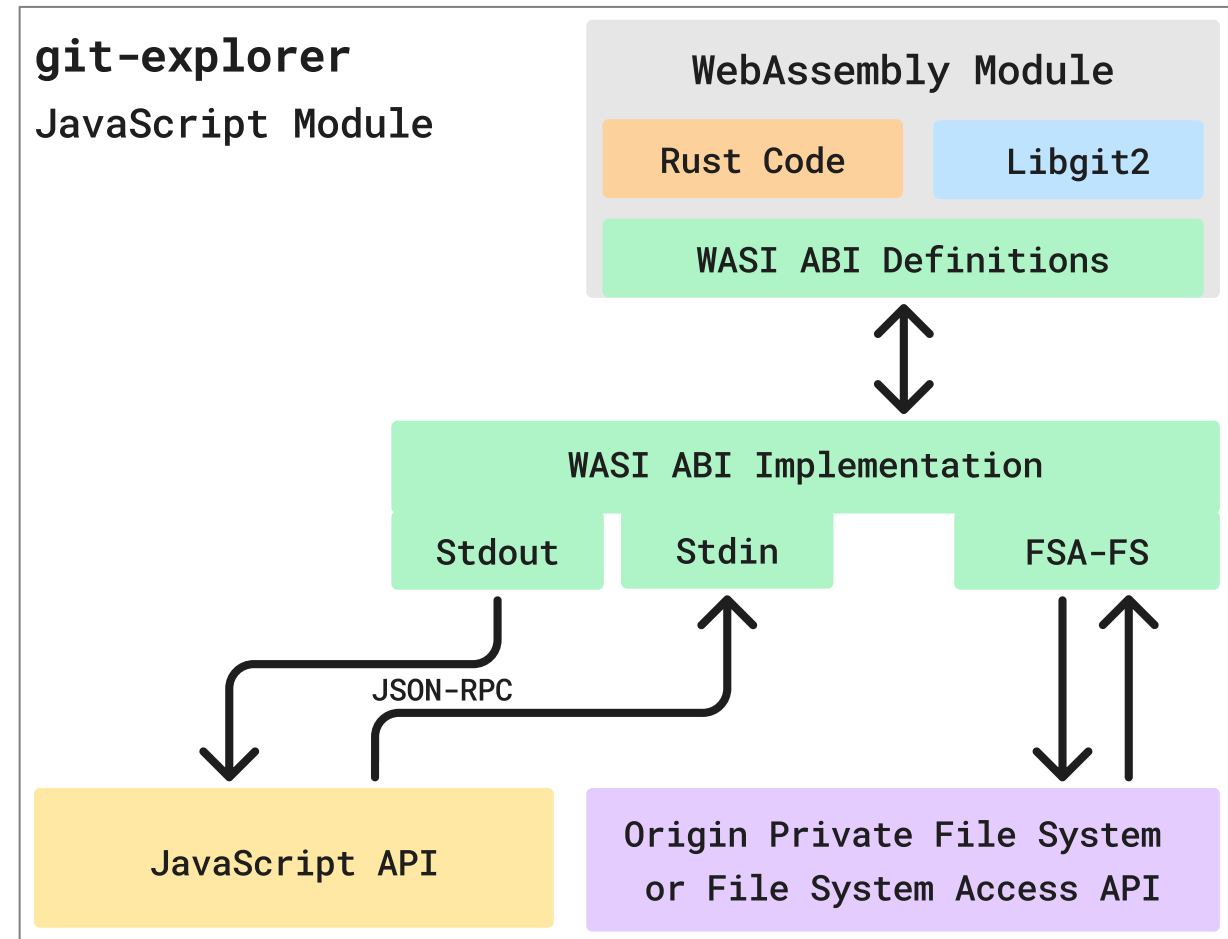 git-explorer
JavaScript Module
WebAssembly Module
Rust Code
Libgit2
WASI ABI Definitions
WASI ABI Implementation
Stdout
Stdin
FSA-FS
JSON-RPC
JavaScript API
Origin Private File System
or File System Access API